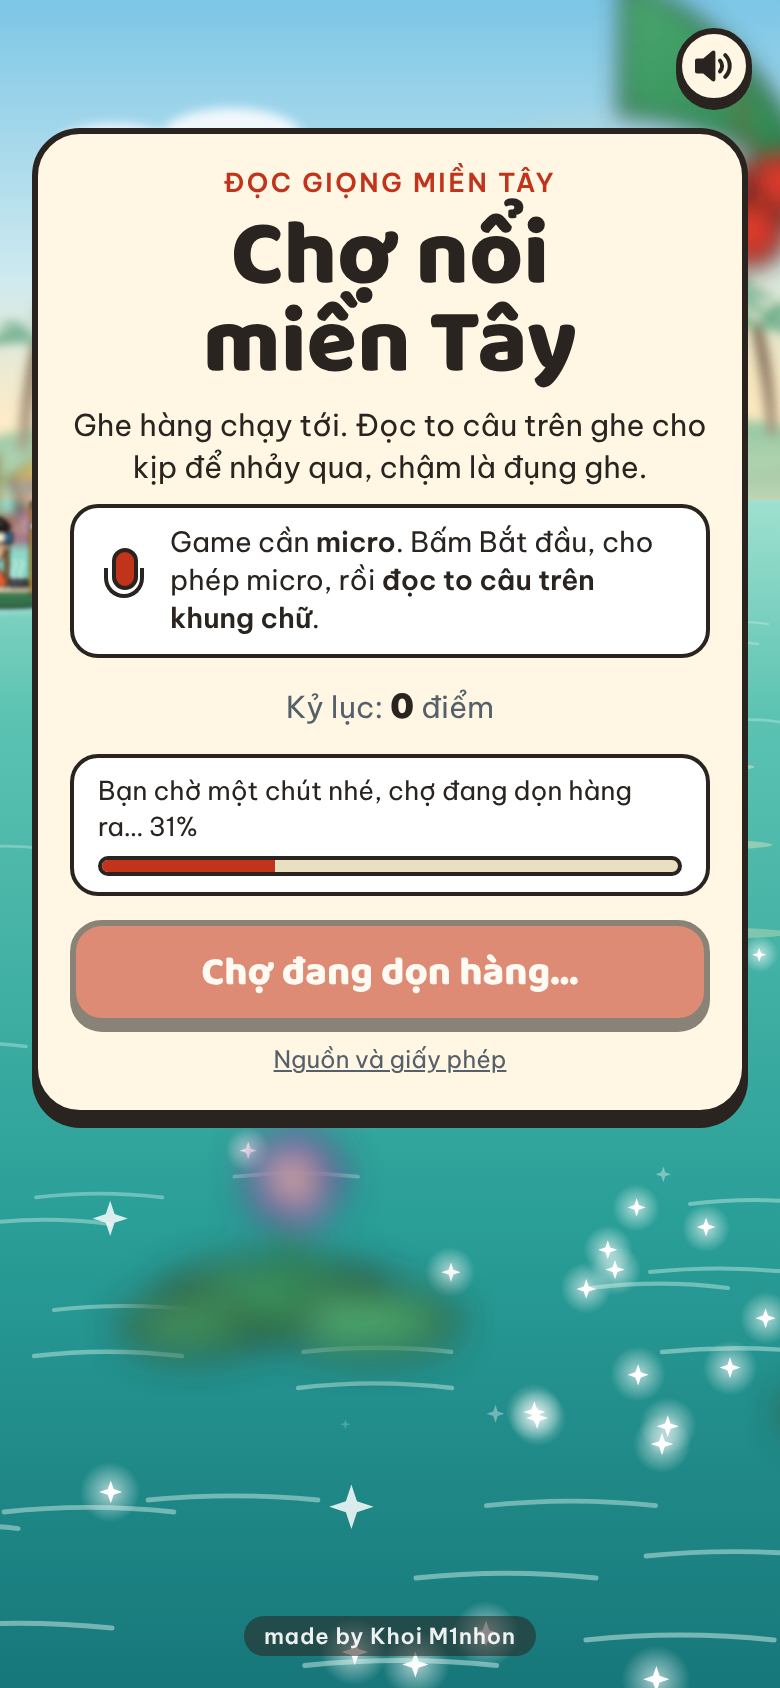 ĐỌC GIỌNG MIỀN TÂY
Chợ nổi
miền Tây
Ghe hàng chạy tới. Đọc to câu trên ghe cho
kịp để nhảy qua, chậm là đụng ghe.
Game cần micro. Bấm Bắt đầu, cho
phép micro, rồi đọc to câu trên
khung chữ.
Kỷ lục: 0 điểm
Bạn chờ một chút nhé, chợ đang dọn hàng
ra... 31%
Chợ đang dọn hàng...
Nguồn và giấy phép
made by Khoi M1nhon